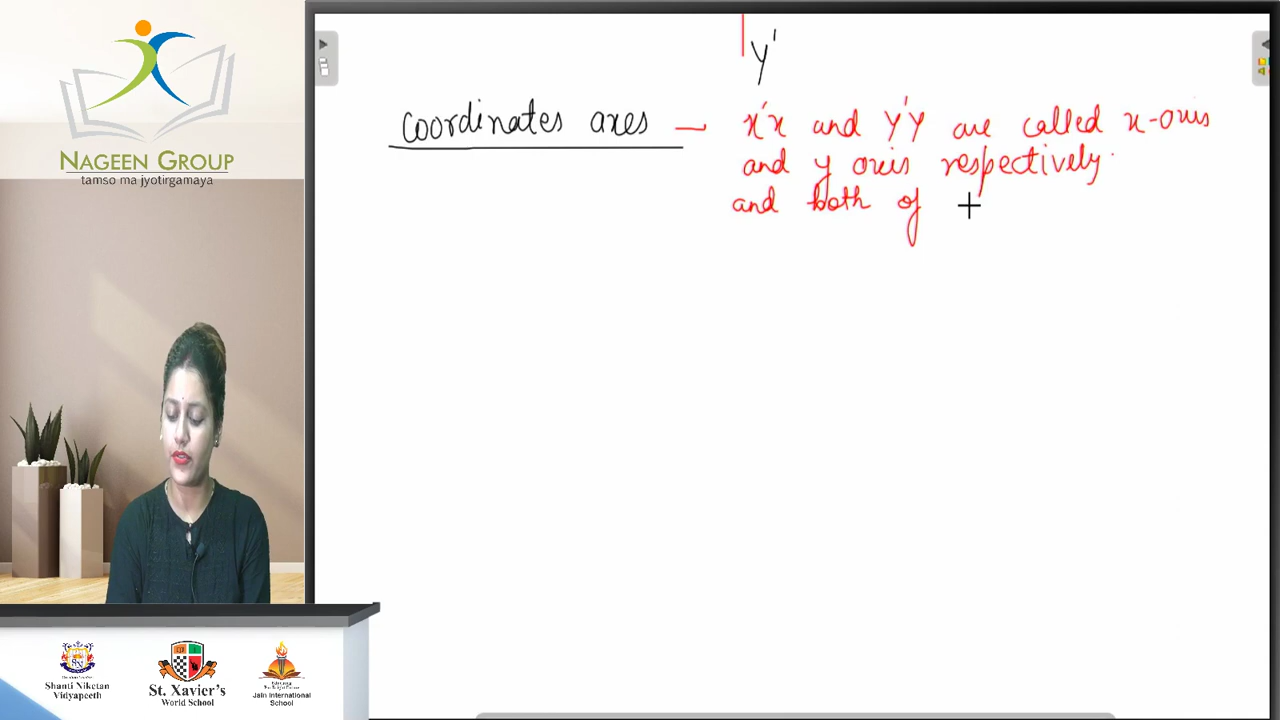 NAGEEN GROUP
tamso ma jyotirgamaya
Y'
coordinates axes — x'x and Y'Y are called x-axis
and y axis respectively.
and both of
Shanti Niketan
Vidyapeeth
St. Xavier's
World School
Jain International
School